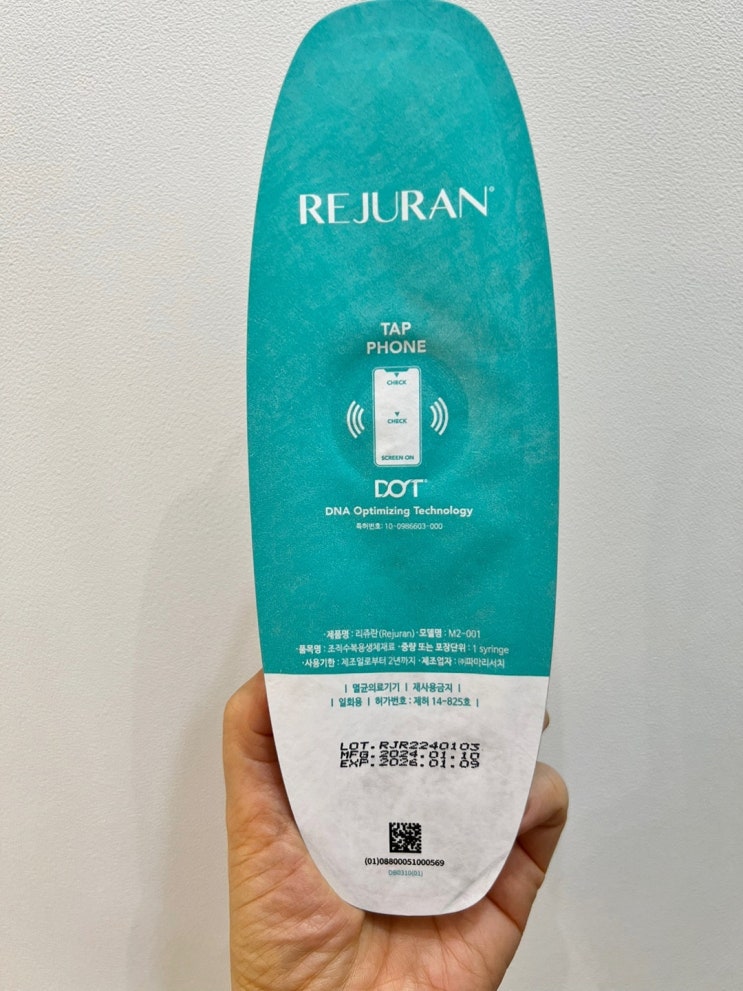 REJURAN®
TAP
PHONE
CHECK
CHECK
SCREEN ON
DOT®
DNA Optimizing Technology
특허번호: 10-0986603-000
·제품명 : 리쥬란(Rejuran) ·모델명 : M2-001
·품목명 : 조직수복용생체재료 ·중량 또는 포장단위 : 1 syringe
·사용기한 : 제조일로부터 2년까지 ·제조업자 : ㈜파마리서치
| 멸균의료기기 | 재사용금지 |
| 일회용 | 허가번호 : 제허 14-825호 |
LOT.RJR2240103
MFG.2024.01.10
EXP.2026.01.09
(01)08800051000569
DB0310(01)